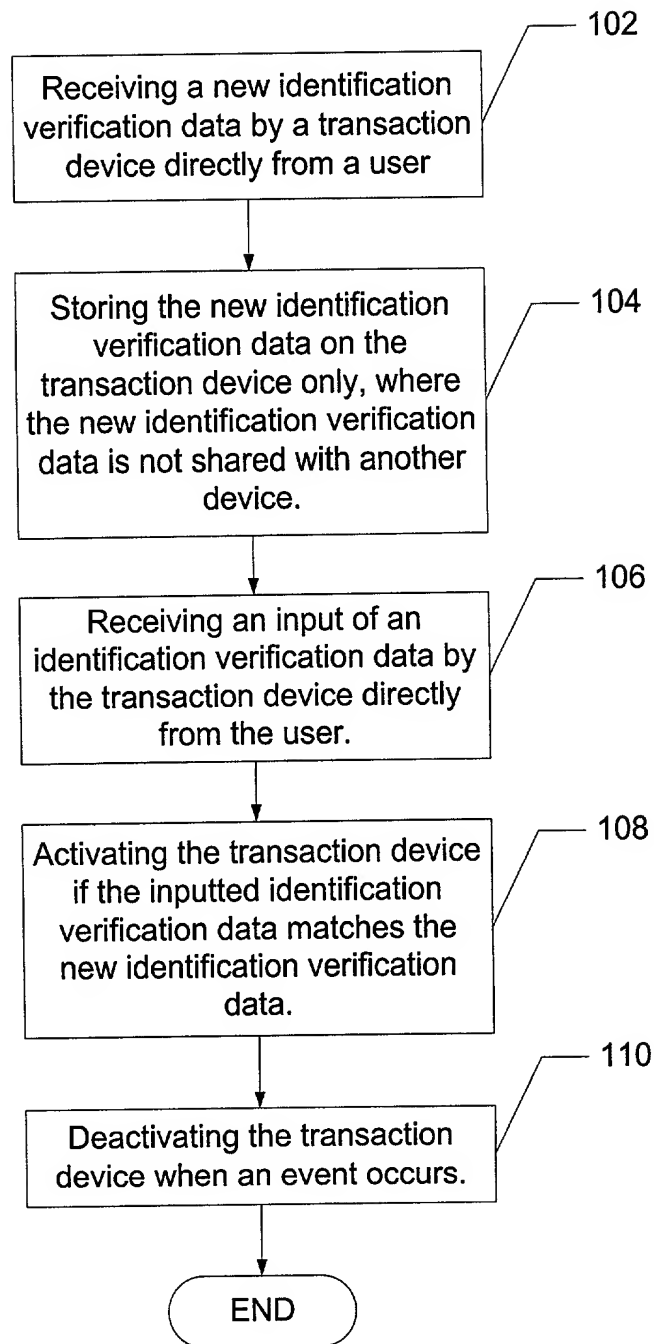 102
Receiving a new identification
verification data by a transaction
device directly from a user
104
Storing the new identification
verification data on the
transaction device only, where
the new identification verification
data is not shared with another
device.
106
Receiving an input of an
identification verification data by
the transaction device directly
from the user.
108
Activating the transaction device
if the inputted identification
verification data matches the
new identification verification
data.
110
Deactivating the transaction
device when an event occurs.
END